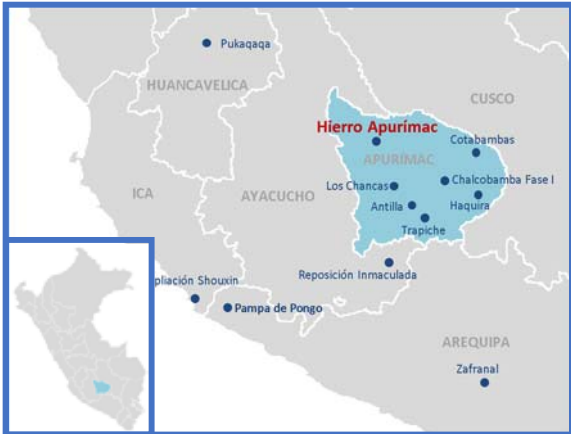 Pukaqaqa
HUANCAVELICA
CUSCO
Hierro Apurímac
Cotabambas
APURÍMAC
ICA
AYACUCHO
Los Chancas
Chalcobamba Fase I
Antilla
Haquira
Trapiche
Reposición Inmaculada
pliación Shouxin
Pampa de Pongo
AREQUIPA
Zafranal